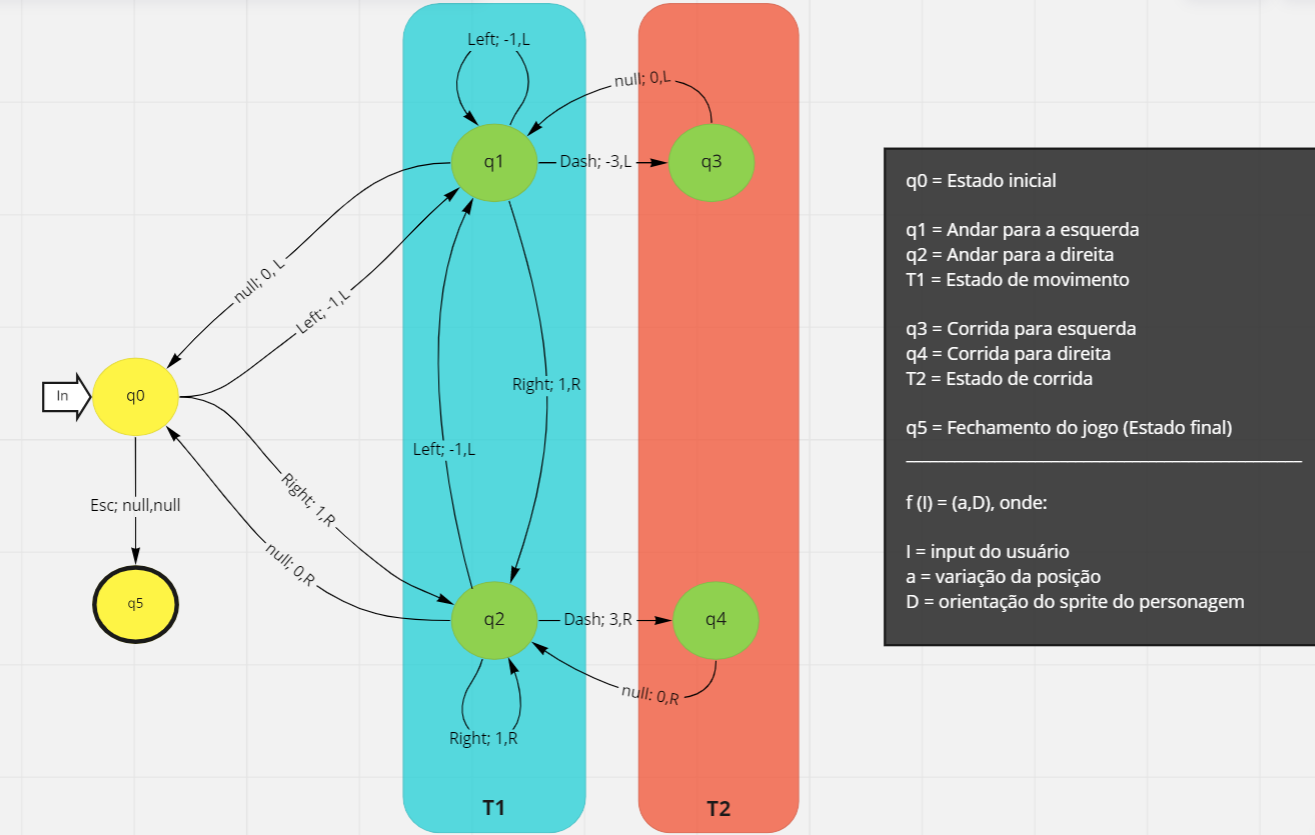 Left; -1,L
null; 0,L
q1
Dash; -3,L
q3
null; 0, L
Left; -1,L
In
q0
Right; 1,R
Left; -1,L
Esc; null,null
Right; 1,R
null; 0,R
q5
q2
Dash; 3,R
q4
null: 0,R
Right; 1,R
T1
T2
q0 = Estado inicial
q1 = Andar para a esquerda
q2 = Andar para a direita
T1 = Estado de movimento
q3 = Corrida para esquerda
q4 = Corrida para direita
T2 = Estado de corrida
q5 = Fechamento do jogo (Estado final)
f (I) = (a,D), onde:
I = input do usuário
a = variação da posição
D = orientação do sprite do personagem